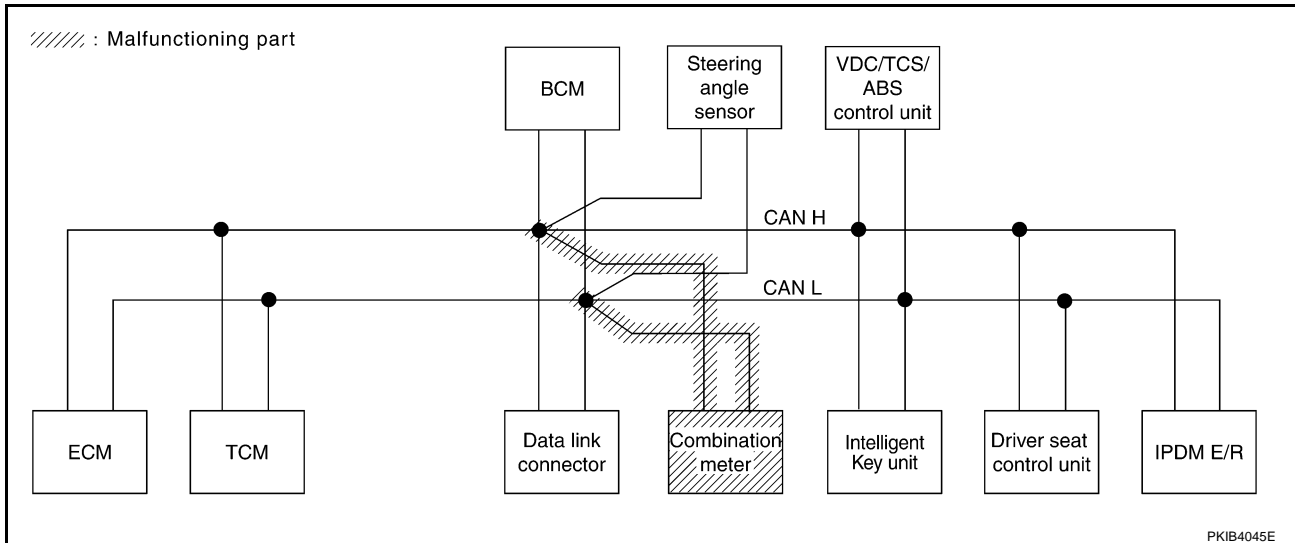 : Malfunctioning part
BCM
Steering
angle
sensor
VDC/TCS/
ABS
control unit
CAN H
CAN L
ECM
TCM
Data link
connector
Combination
meter
Intelligent
Key unit
Driver seat
control unit
IPDM E/R
PKIB4045E